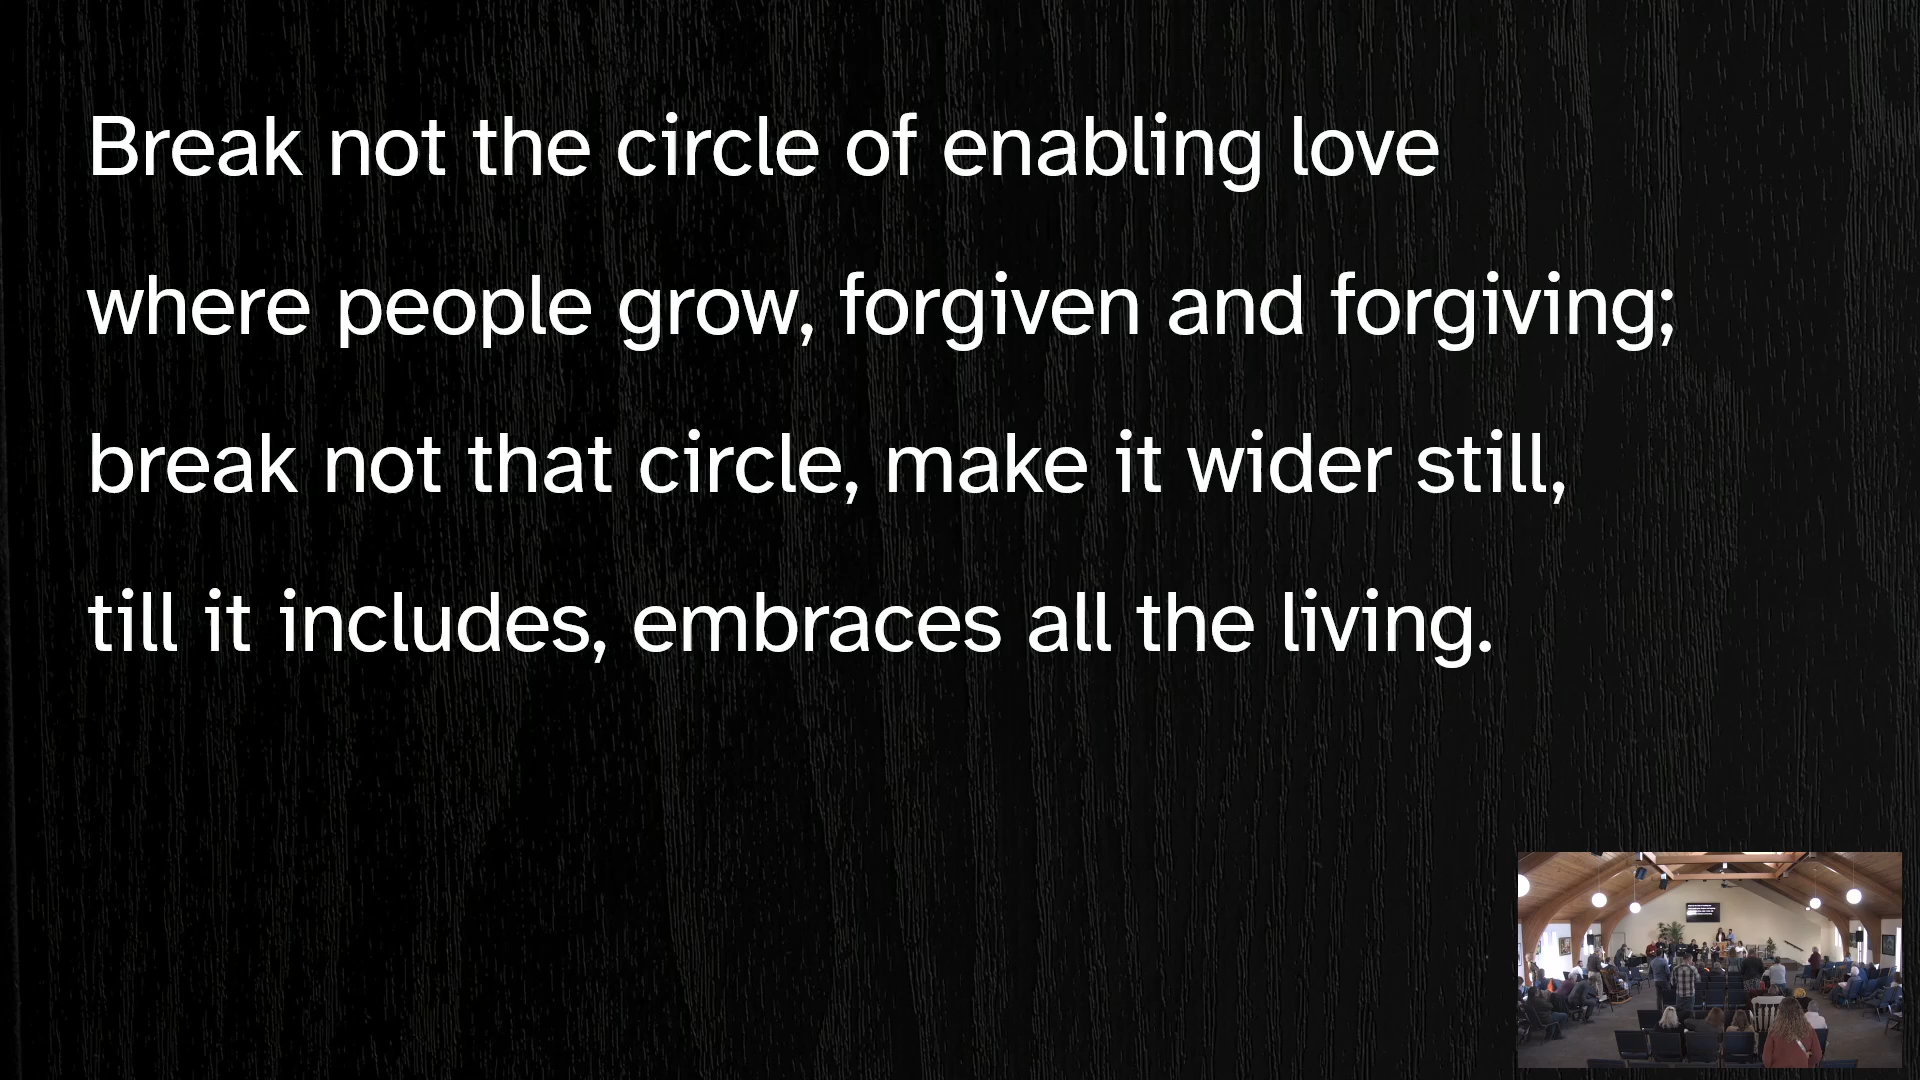 Break not the circle of enabling love
where people grow, forgiven and forgiving;
break not that circle, make it wider still,
till it includes, embraces all the living.